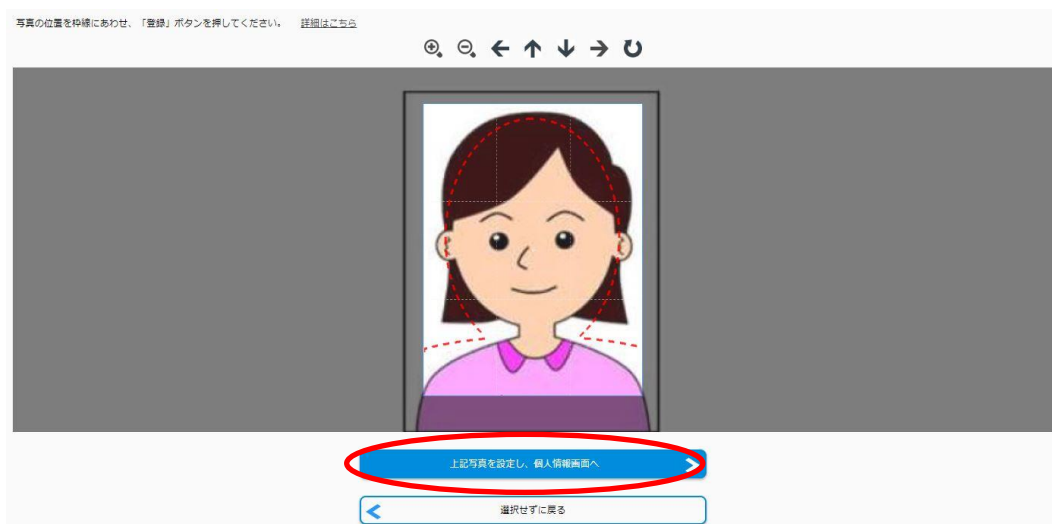 写真の位置を枠線にあわせ、「登録」ボタンを押してください。 詳細はこちら
上記写真を設定し、個人情報画面へ
選択せずに戻る